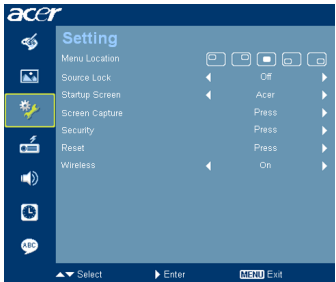 acer
Setting
Menu Location
Source Lock Off
Startup Screen Acer
Screen Capture Press
Security Press
Reset Press
Wireless On
ABC
Select Enter MENU Exit